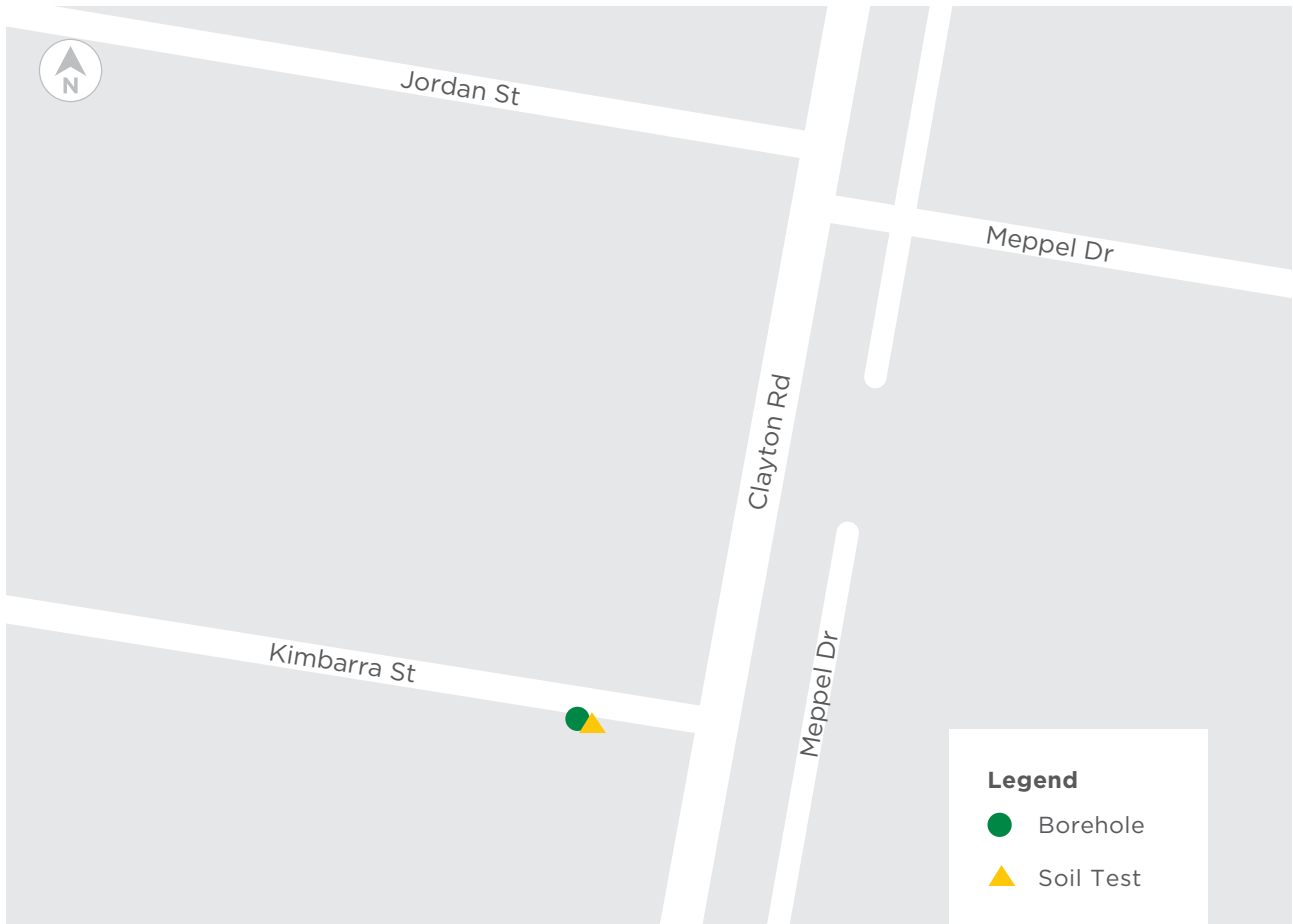 N
Jordan St
Meppel Dr
Clayton Rd
Kimbarra St
Meppel Dr
Legend
Borehole
Soil Test